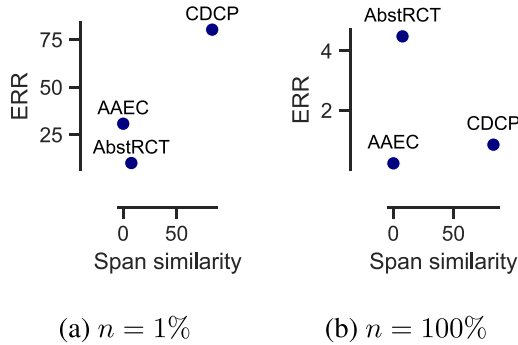 CDCP
75
50
25
ERR
AAEC
AbstRCT
0 50
Span similarity
(a) n = 1%
AbstRCT
4
2
ERR
CDCP
AAEC
0 50
Span similarity
(b) n = 100%